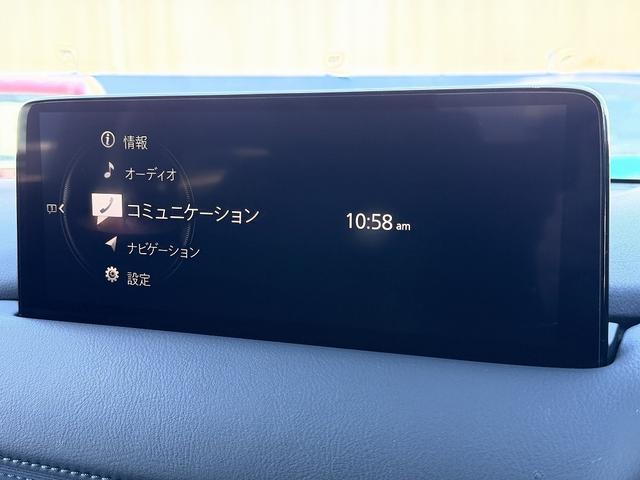 情報
オーディオ
コミュニケーション
10:58 am
ナビゲーション
設定